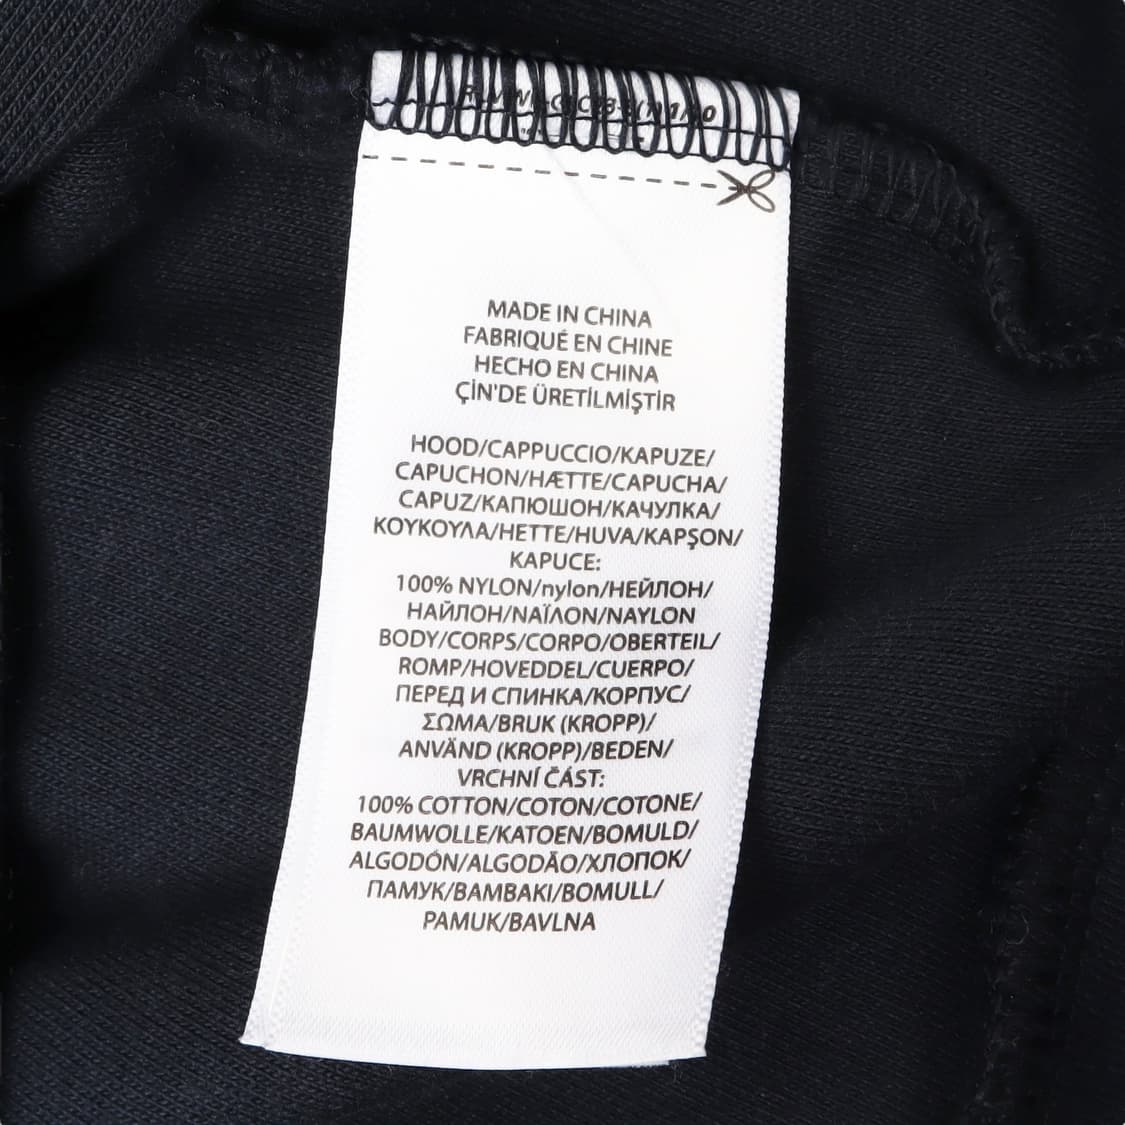 MADE IN CHINA
FABRIQUÉ EN CHINE
HECHO EN CHINA
ÇİN'DE ÜRETİLMİŞTİR
HOOD/CAPPUCCIO/KAPUZE/
CAPUCHON/HÆTTE/CAPUCHA/
CAPUZ/КАПЮШОН/КАЧУЛКА/
ΚΟΥΚΟΥΛΑ/HETTE/HUVA/KAPŞON/
KAPUCE:
100% NYLON/nylon/НЕЙЛОН/
НАЙЛОН/ΝΑΪΛΟΝ/NAYLON
BODY/CORPS/CORPO/OBERTEIL/
ROMP/HOVEDDEL/CUERPO/
ПЕРЕД И СПИНКА/КОРПУС/
ΣΩΜΑ/BRUK (KROPP)/
ANVÄND (KROPP)/BEDEN/
VRCHNÍ ČÁST:
100% COTTON/COTON/COTONE/
BAUMWOLLE/KATOEN/BOMULD/
ALGODÓN/ALGODÃO/ХЛОПОК/
ПАМУК/ΒΑΜΒΑΚΙ/BOMULL/
PAMUK/BAVLNA